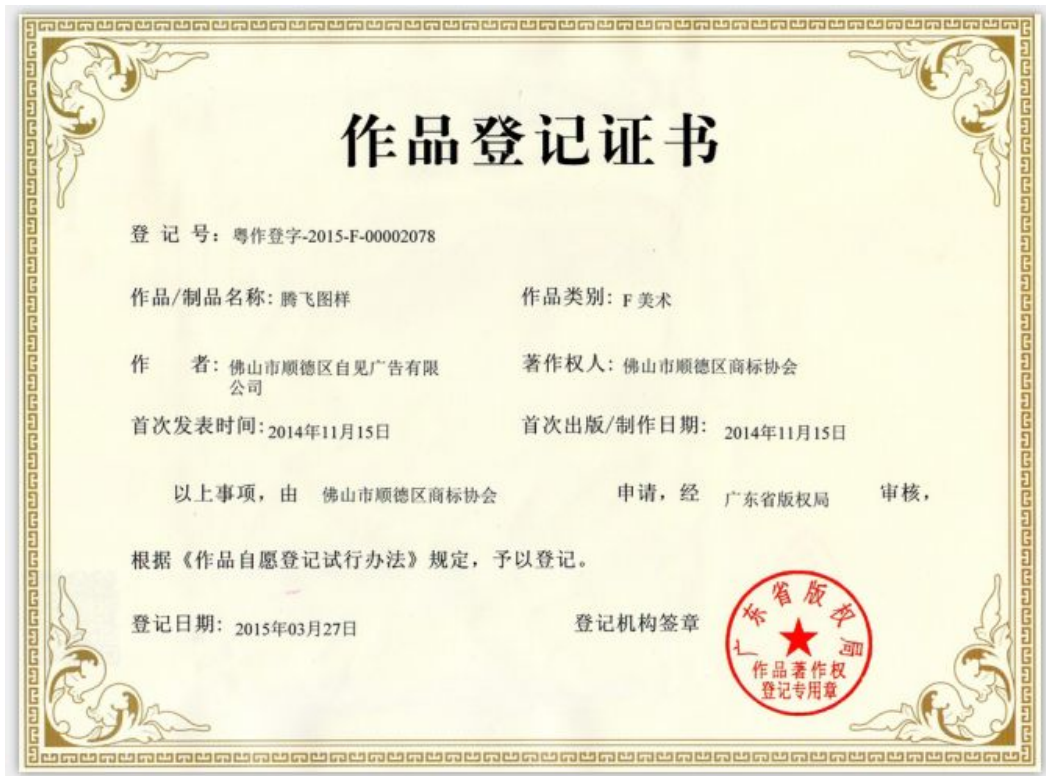 作品登记证书
登 记 号: 粤作登字-2015-F-00002078
作品/制品名称: 腾飞图样 作品类别: F 美术
作 者: 佛山市顺德区自见广告有限公司 著作权人: 佛山市顺德区商标协会
首次发表时间: 2014年11月15日 首次出版/制作日期: 2014年11月15日
以上事项，由 佛山市顺德区商标协会 申请，经 广东省版权局 审核，
根据《作品自愿登记试行办法》规定，予以登记。
登记日期: 2015年03月27日 登记机构签章
广东省版权局
作品著作权
登记专用章